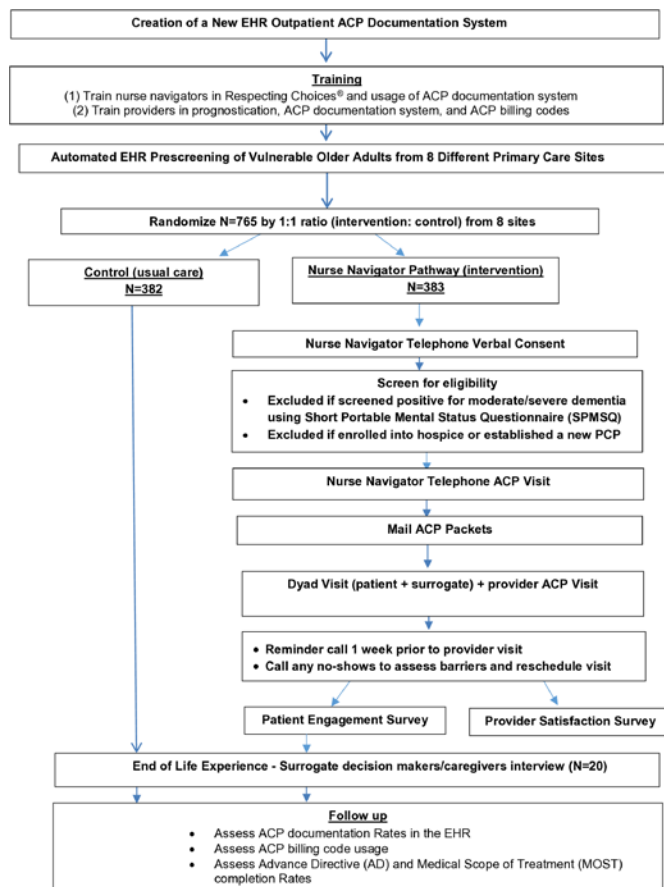 Creation of a New EHR Outpatient ACP Documentation System
Training
(1) Train nurse navigators in Respecting Choices® and usage of ACP documentation system
(2) Train providers in prognostication, ACP documentation system, and ACP billing codes
Automated EHR Prescreening of Vulnerable Older Adults from 8 Different Primary Care Sites
Randomize N=765 by 1:1 ratio (intervention: control) from 8 sites
Control (usual care)
N=382
Nurse Navigator Pathway (intervention)
N=383
Nurse Navigator Telephone Verbal Consent
Screen for eligibility
• Excluded if screened positive for moderate/severe dementia
using Short Portable Mental Status Questionnaire (SPMSQ)
• Excluded if enrolled into hospice or established a new PCP
Nurse Navigator Telephone ACP Visit
Mail ACP Packets
Dyad Visit (patient + surrogate) + provider ACP Visit
• Reminder call 1 week prior to provider visit
• Call any no-shows to assess barriers and reschedule visit
Patient Engagement Survey
Provider Satisfaction Survey
End of Life Experience - Surrogate decision makers/caregivers interview (N=20)
Follow up
• Assess ACP documentation Rates in the EHR
• Assess ACP billing code usage
• Assess Advance Directive (AD) and Medical Scope of Treatment (MOST)
completion Rates